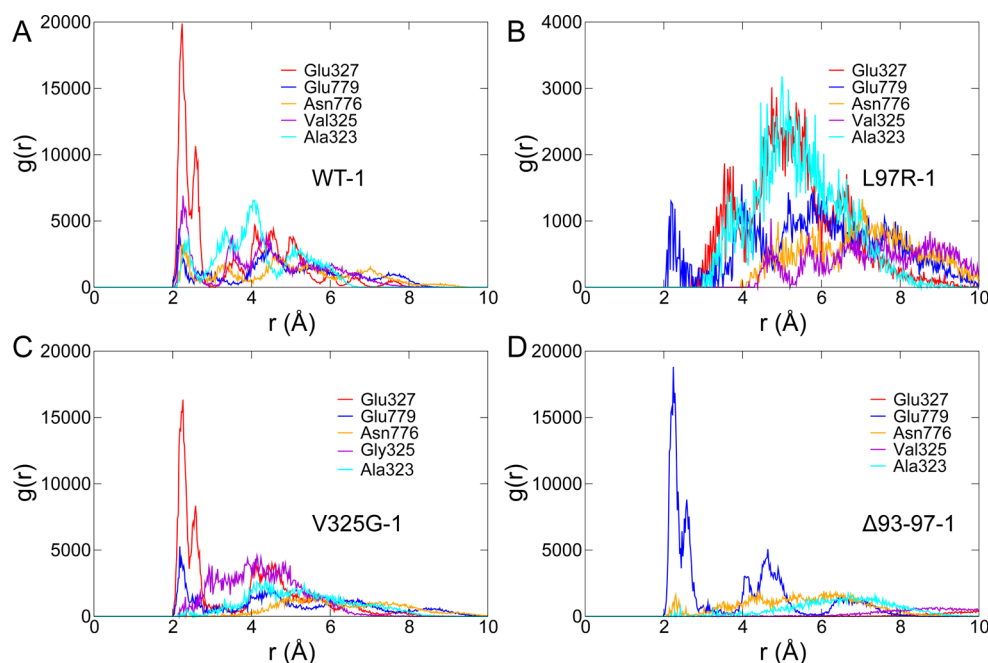 A
20000
15000
10000
5000
0
g(r)
Glu327
Glu779
Asn776
Val325
Ala323
WT-1
0 2 4 6 8 10
r (Å)
B
4000
3000
2000
1000
0
g(r)
Glu327
Glu779
Asn776
Val325
Ala323
L97R-1
0 2 4 6 8 10
r (Å)
C
20000
15000
10000
5000
0
g(r)
Glu327
Glu779
Asn776
Gly325
Ala323
V325G-1
0 2 4 6 8 10
r (Å)
D
20000
15000
10000
5000
0
g(r)
Glu327
Glu779
Asn776
Val325
Ala323
Δ93-97-1
0 2 4 6 8 10
r (Å)